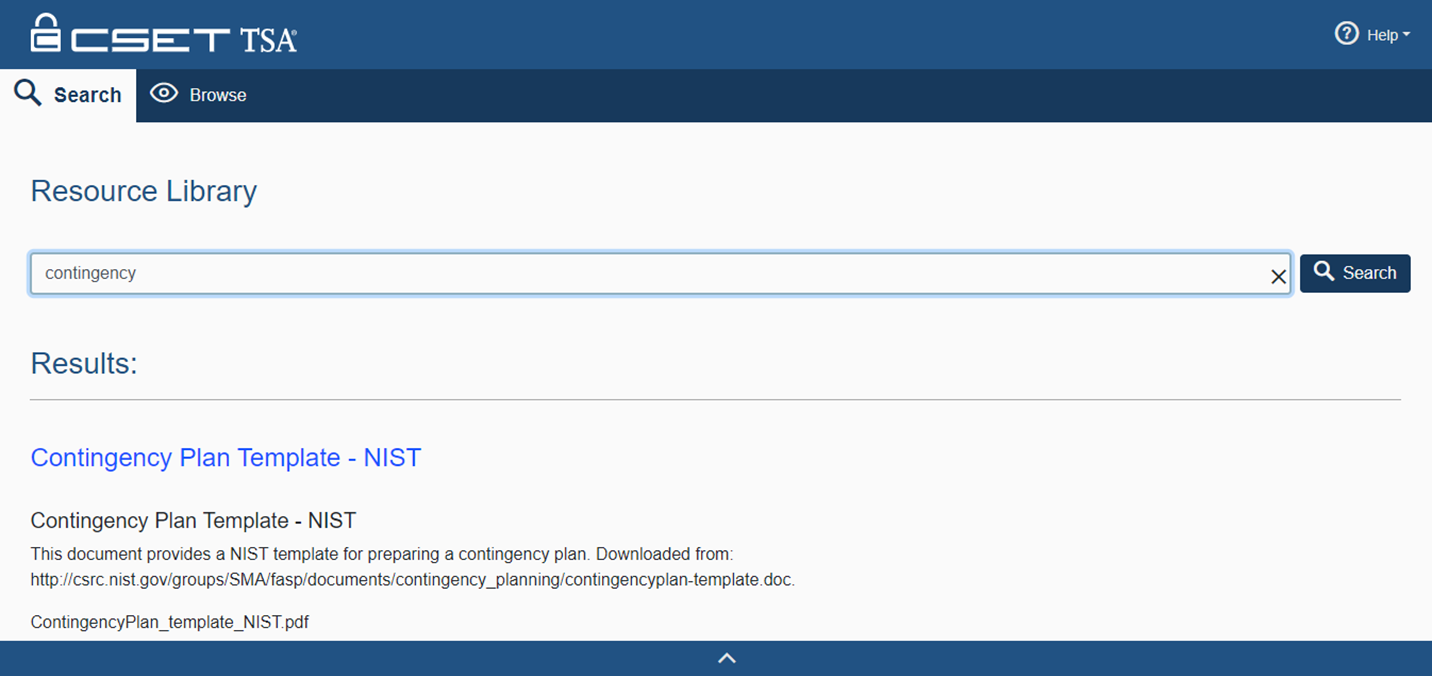 CSET TSA
Help
Search
Browse
Resource Library
contingency
Search
Results:
Contingency Plan Template - NIST
Contingency Plan Template - NIST
This document provides a NIST template for preparing a contingency plan. Downloaded from:
http://csrc.nist.gov/groups/SMA/fasp/documents/contingency_planning/contingencyplan-template.doc.
ContingencyPlan_template_NIST.pdf